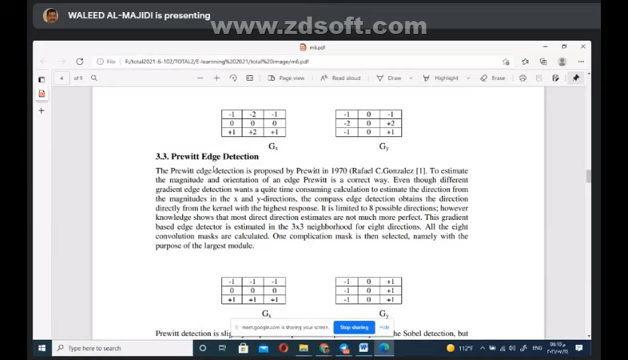 WALEED AL-MAJIDI is presenting
www.zdsoft.com
m6.pdf
File
F:/total2021-6-102/TOTAL2/E-learnning%202021/total%20image/m6.pdf
4 of 9
Page view
Read aloud
Draw
Highlight
Erase
-1 -2 -1
0 0 0
+1 +2 +1
Gx
-1 0 -1
-2 0 +2
-1 0 +1
Gy
3.3. Prewitt Edge Detection
The Prewitt edge detection is proposed by Prewitt in 1970 (Rafael C.Gonzalez [1]. To estimate
the magnitude and orientation of an edge Prewitt is a correct way. Even though different
gradient edge detection wants a quite time consuming calculation to estimate the direction from
the magnitudes in the x and y-directions, the compass edge detection obtains the direction
directly from the kernel with the highest response. It is limited to 8 possible directions; however
knowledge shows that most direct direction estimates are not much more perfect. This gradient
based edge detector is estimated in the 3x3 neighborhood for eight directions. All the eight
convolution masks are calculated. One complication mask is then selected, namely with the
purpose of the largest module.
-1 -1 -1
0 0 0
+1 +1 +1
Gx
-1 0 +1
-1 0 +1
-1 0 +1
Gy
meet.google.com is sharing your screen.
Stop sharing
Hide
Prewitt detection is
the Sobel detection, but
Type here to search
112°F
ENG